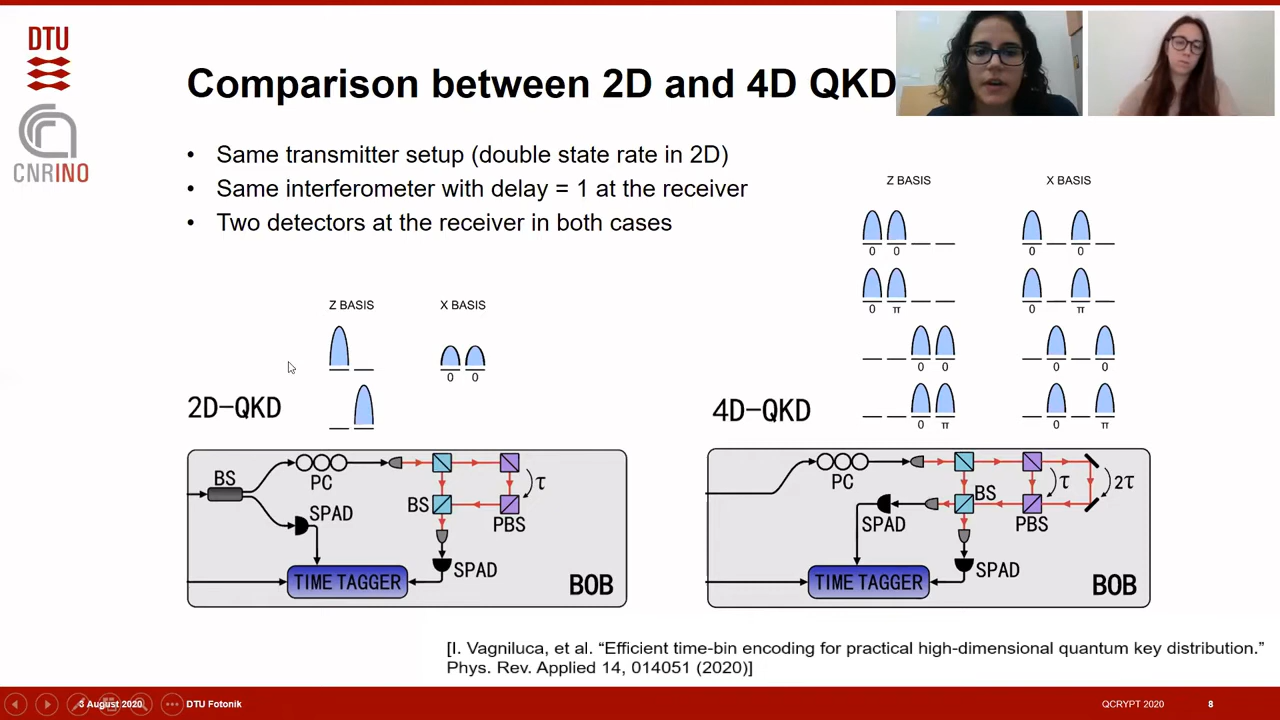 DTU
CNRINO
Comparison between 2D and 4D QKD
• Same transmitter setup (double state rate in 2D)
• Same interferometer with delay = 1 at the receiver
• Two detectors at the receiver in both cases
Z BASIS
X BASIS
0 0
0 0
0 π
0 π
0 0
0 0
0 π
0 π
Z BASIS
X BASIS
0 0
2D-QKD
4D-QKD
BS
PC
BS
PBS
τ
SPAD
SPAD
TIME TAGGER
BOB
PC
BS
PBS
τ
2τ
SPAD
SPAD
TIME TAGGER
BOB
[I. Vagniluca, et al. “Efficient time-bin encoding for practical high-dimensional quantum key distribution.”
Phys. Rev. Applied 14, 014051 (2020)]
3 August 2020
DTU Fotonik
QCRYPT 2020
8